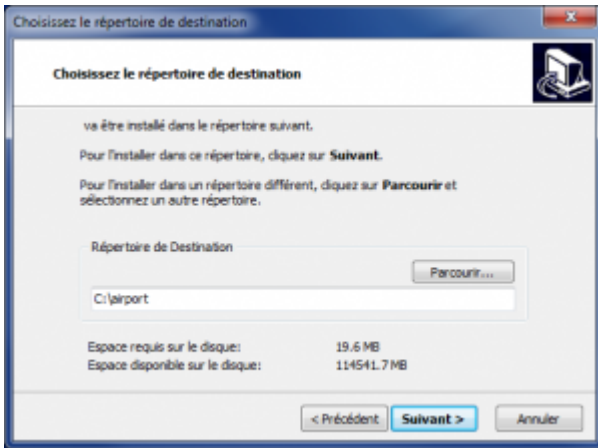 Choisissez le répertoire de destination
Choisissez le répertoire de destination
va être installé dans le répertoire suivant.
Pour l'installer dans ce répertoire, cliquez sur Suivant.
Pour l'installer dans un répertoire différent, cliquez sur Parcourir et
sélectionnez un autre répertoire.
Répertoire de Destination
Parcourir...
C:\airport
Espace requis sur le disque: 19.6 MB
Espace disponible sur le disque: 114541.7 MB
< Précédent Suivant > Annuler